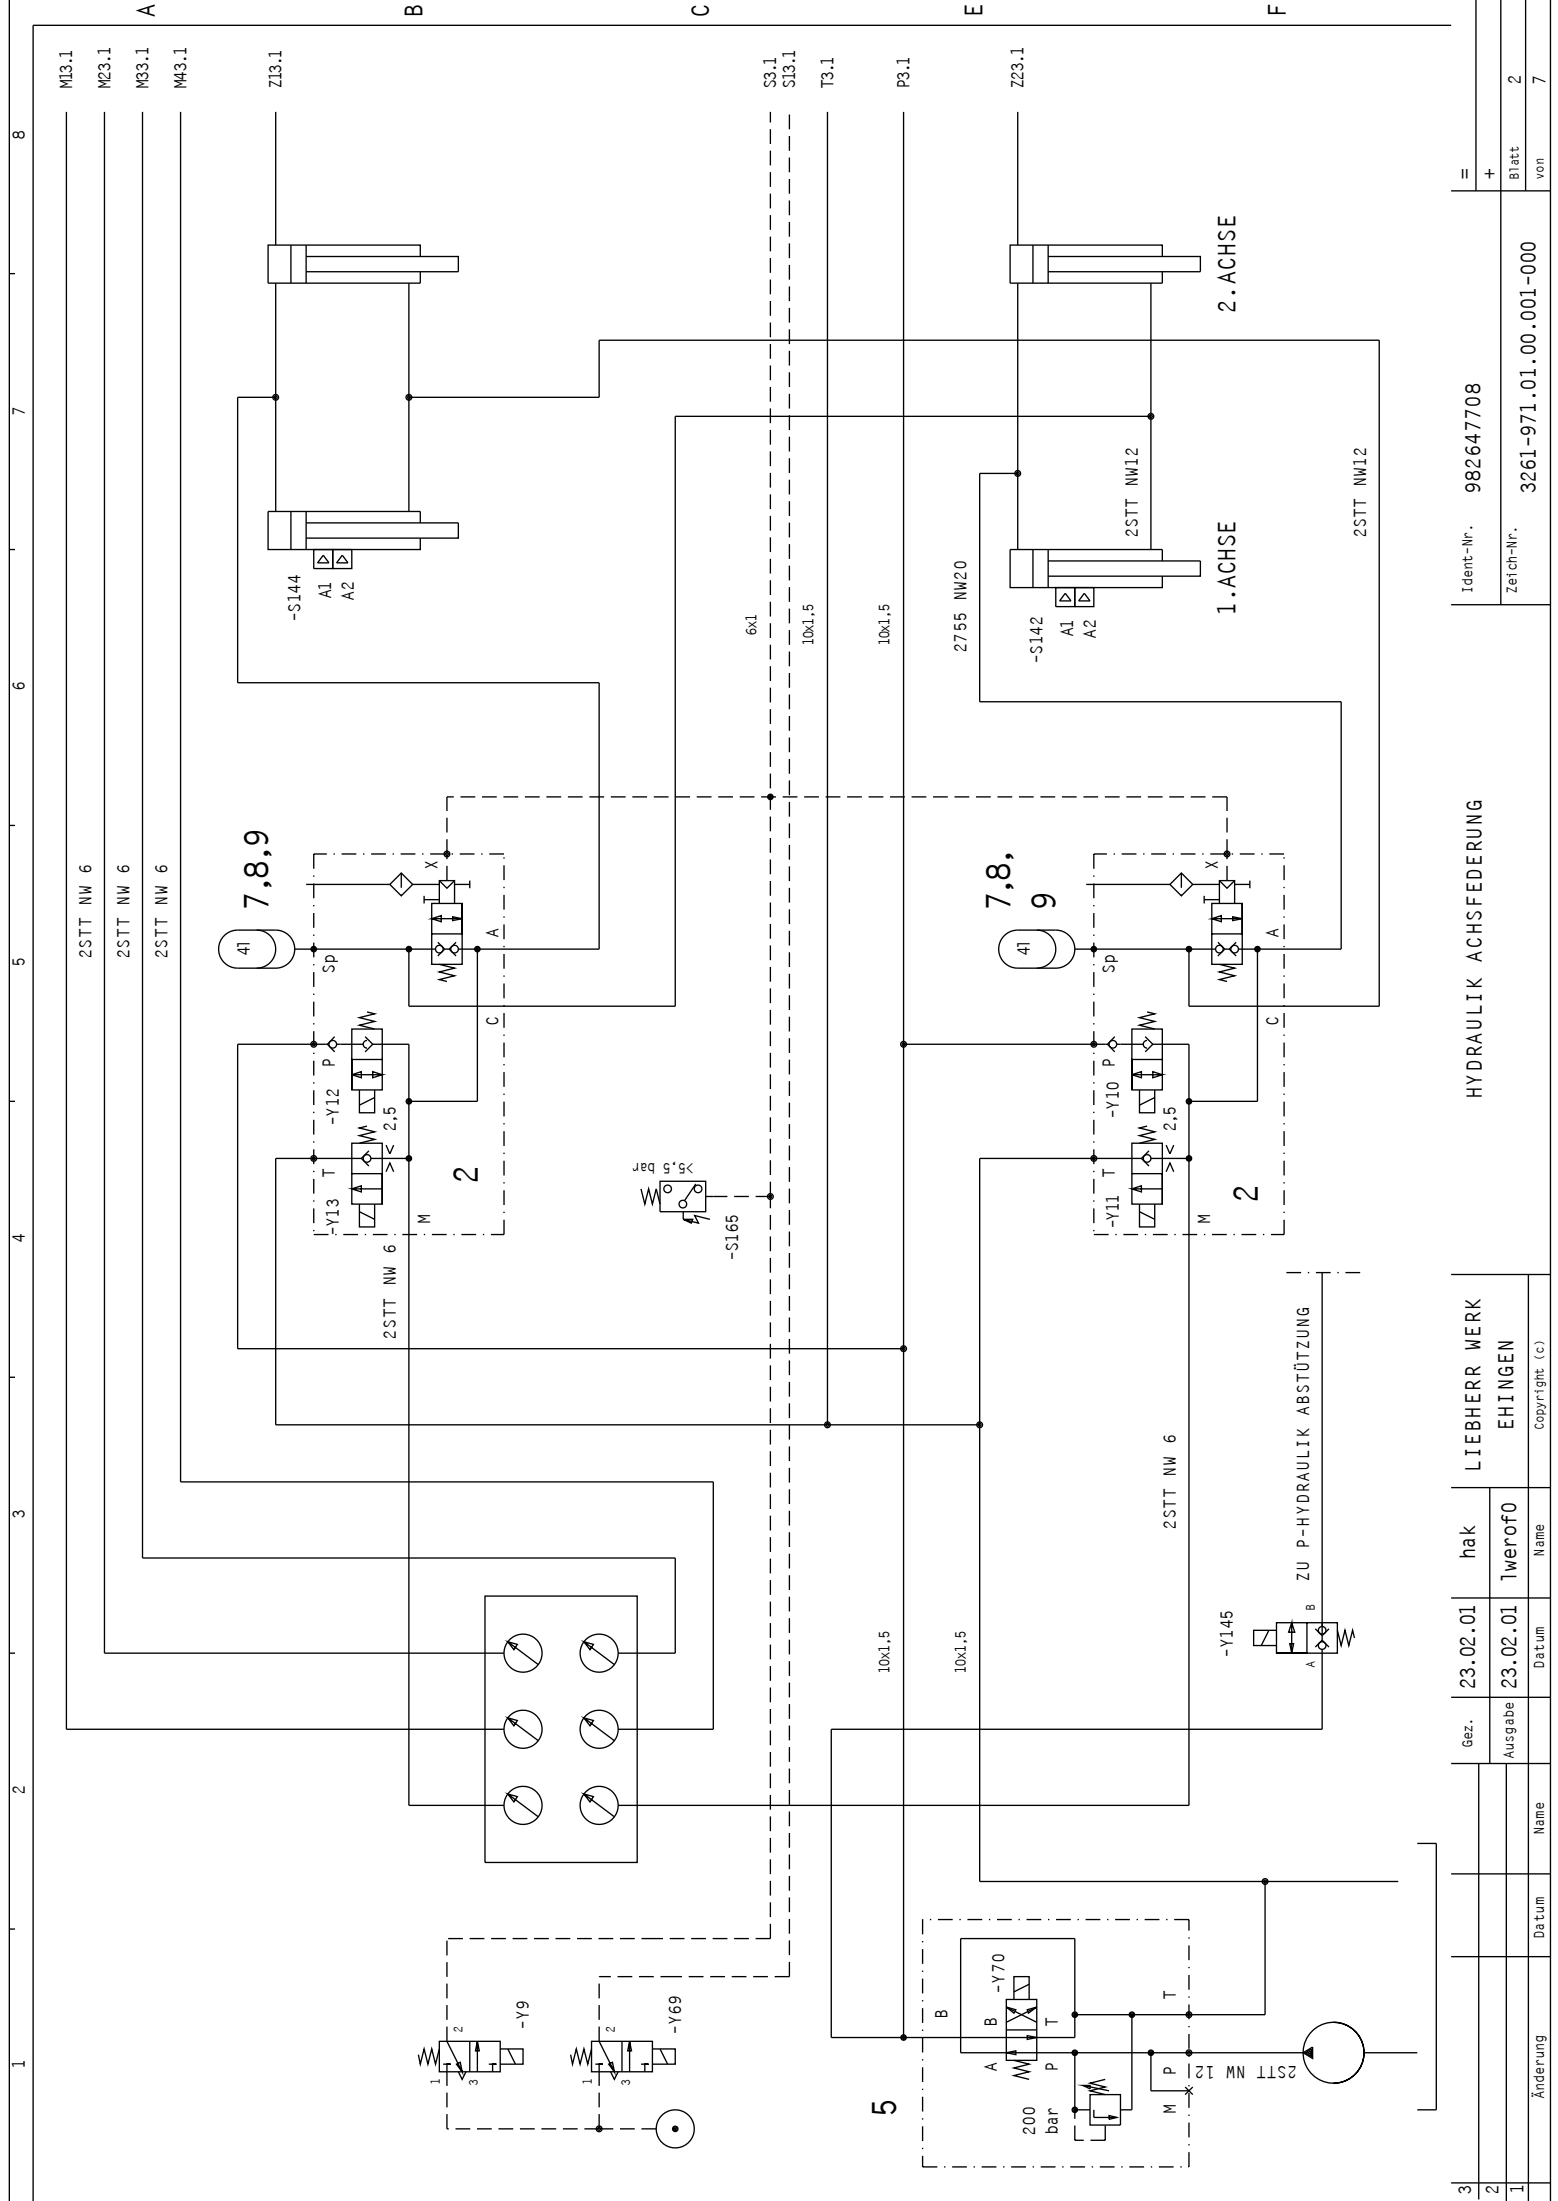 A
B
C
E
F
8
7
6
5
4
3
2
1
M13.1
M23.1
M33.1
M43.1
Z13.1
S3.1
S13.1
T3.1
P3.1
Z23.1
2STT NW 6
2STT NW 6
2STT NW 6
-S144
A1
A2
6x1
10x1,5
10x1,5
2755 NW20
-S142
A1
A2
1.ACHSE
2.ACHSE
2STT NW12
2STT NW12
7,8,9
41
Sp
X
A
C
P
-Y12
2,5
-Y13
T
M
2
2STT NW 6
>5,5 bar
-S165
7,8,
9
41
Sp
X
A
C
P
-Y10
2,5
-Y11
T
M
2
2STT NW 6
ZU P-HYDRAULIK ABSTÜTZUNG
-Y145
A
B
10x1,5
10x1,5
-Y9
1
2
3
-Y69
1
2
3
5
B
-Y70
A
B
P
T
200
bar
M
P
T
2STT NW 12
3
2
1
Änderung
Datum
Name
Gez.
23.02.01
hak
Ausgabe
23.02.01
lwerof0
Datum
Name
LIEBHERR WERK
EHINGEN
Copyright (c)
HYDRAULIK ACHSFEDERUNG
Ident-Nr. 982647708
Zeich-Nr. 3261-971.01.00.001-000
=
+
Blatt 2
von 7